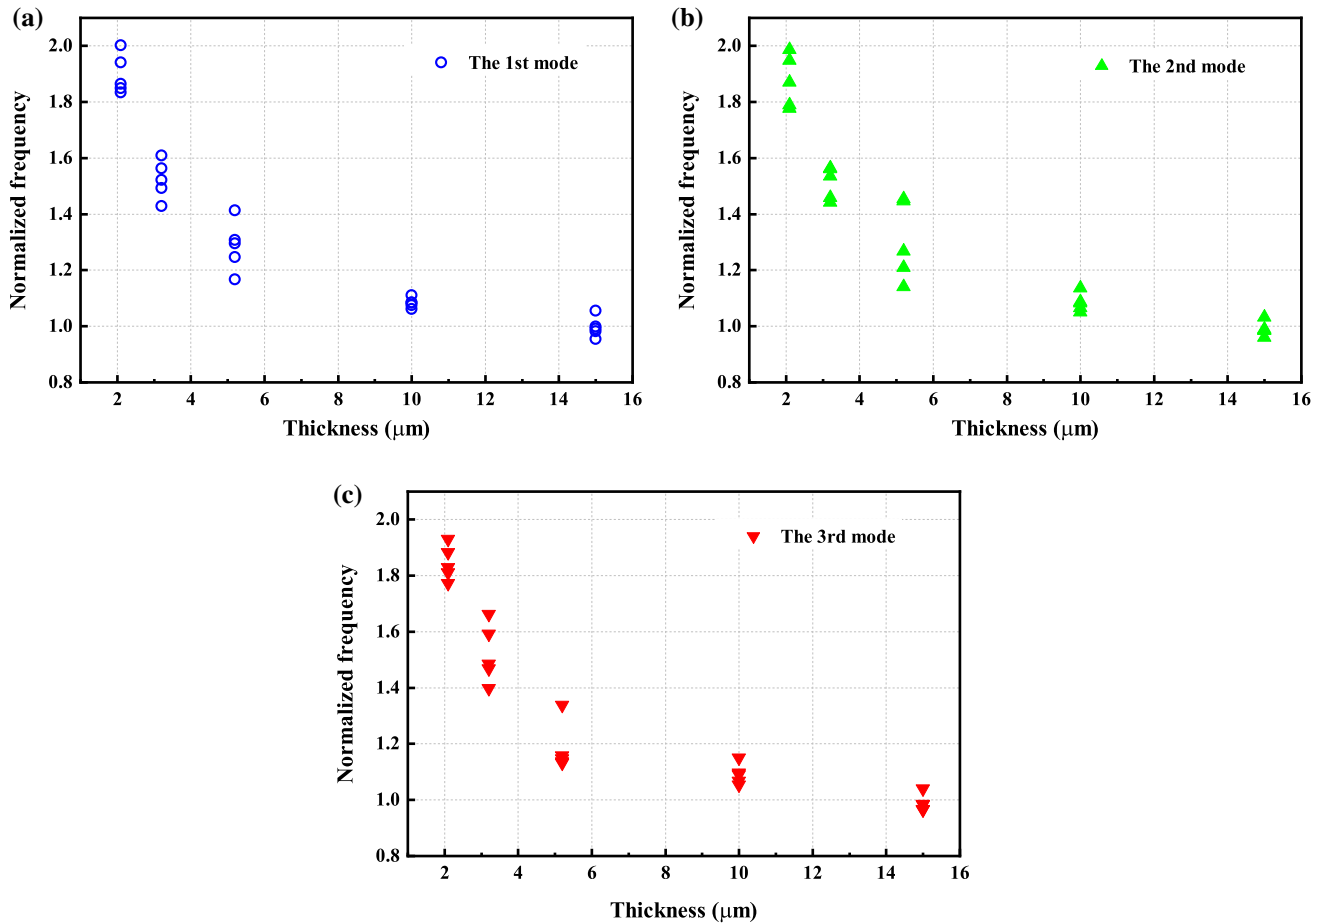 (a)
The 1st mode
Normalized frequency
2.0
1.8
1.6
1.4
1.2
1.0
0.8
2 4 6 8 10 12 14 16
Thickness (μm)
(b)
The 2nd mode
Normalized frequency
2.0
1.8
1.6
1.4
1.2
1.0
0.8
2 4 6 8 10 12 14 16
Thickness (μm)
(c)
The 3rd mode
Normalized frequency
2.0
1.8
1.6
1.4
1.2
1.0
0.8
2 4 6 8 10 12 14 16
Thickness (μm)